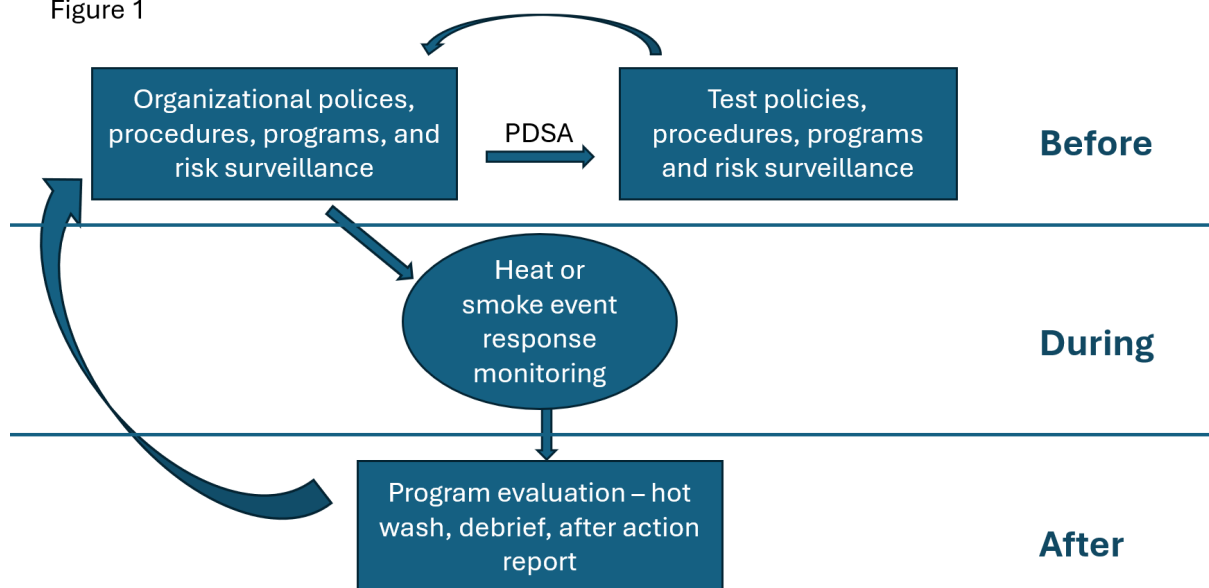 Figure 1
Organizational polices,
procedures, programs, and
risk surveillance
PDSA
Test policies,
procedures, programs
and risk surveillance
Before
Heat or
smoke event
response
monitoring
During
Program evaluation – hot
wash, debrief, after action
report
After